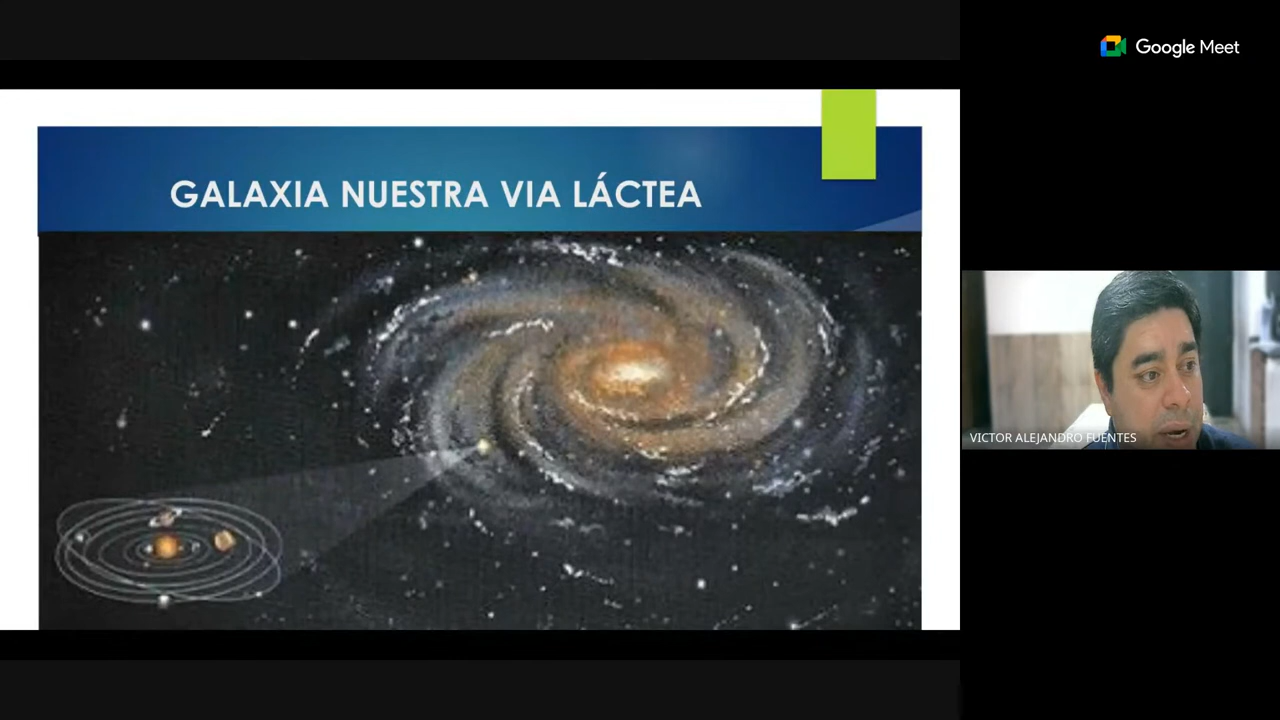 Google Meet
GALAXIA NUESTRA VIA LÁCTEA
VICTOR ALEJANDRO FUENTES